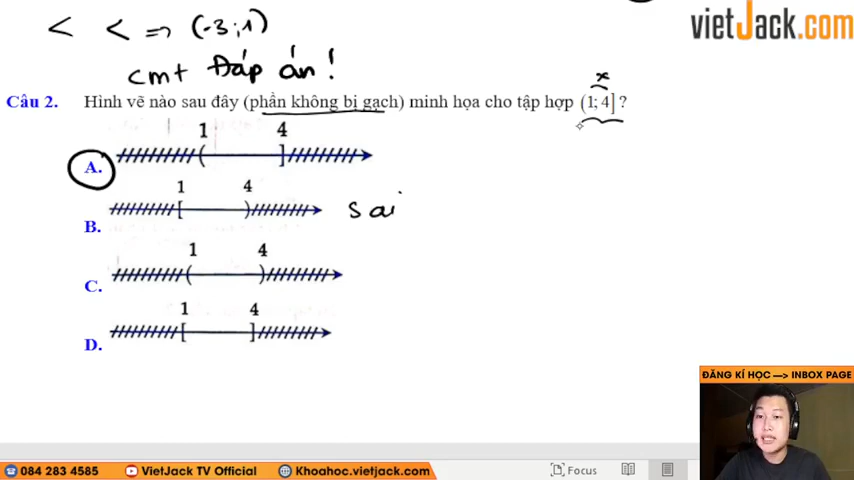 vietJack.com
< < => (-3;1)
cmt Đáp án!
x
Câu 2. Hình vẽ nào sau đây (phần không bị gạch) minh họa cho tập hợp (1;4] ?
1 4
A.
1 4
B. sai
1 4
C.
1 4
D.
ĐĂNG KÍ HỌC —> INBOX PAGE
084 283 4585 VietJack TV Official Khoahoc.vietjack.com
Focus